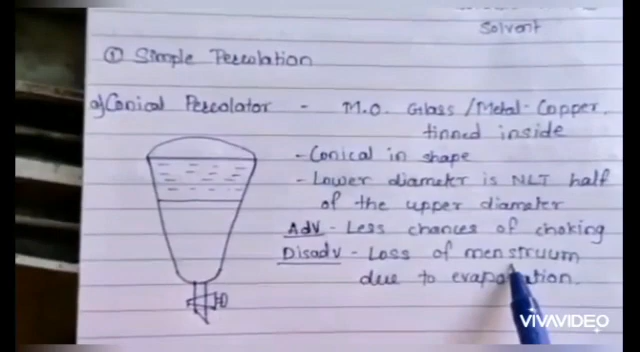 Solvent
① Simple Percolation
a) Conical Percolator - M.O. Glass/Metal-Copper.
tinned inside
- Conical in shape
- Lower diameter is NLT half
of the upper diameter
Adv - Less chances of choking
Disadv - Loss of menstruum
due to evaporation.
VIVAVIDEO